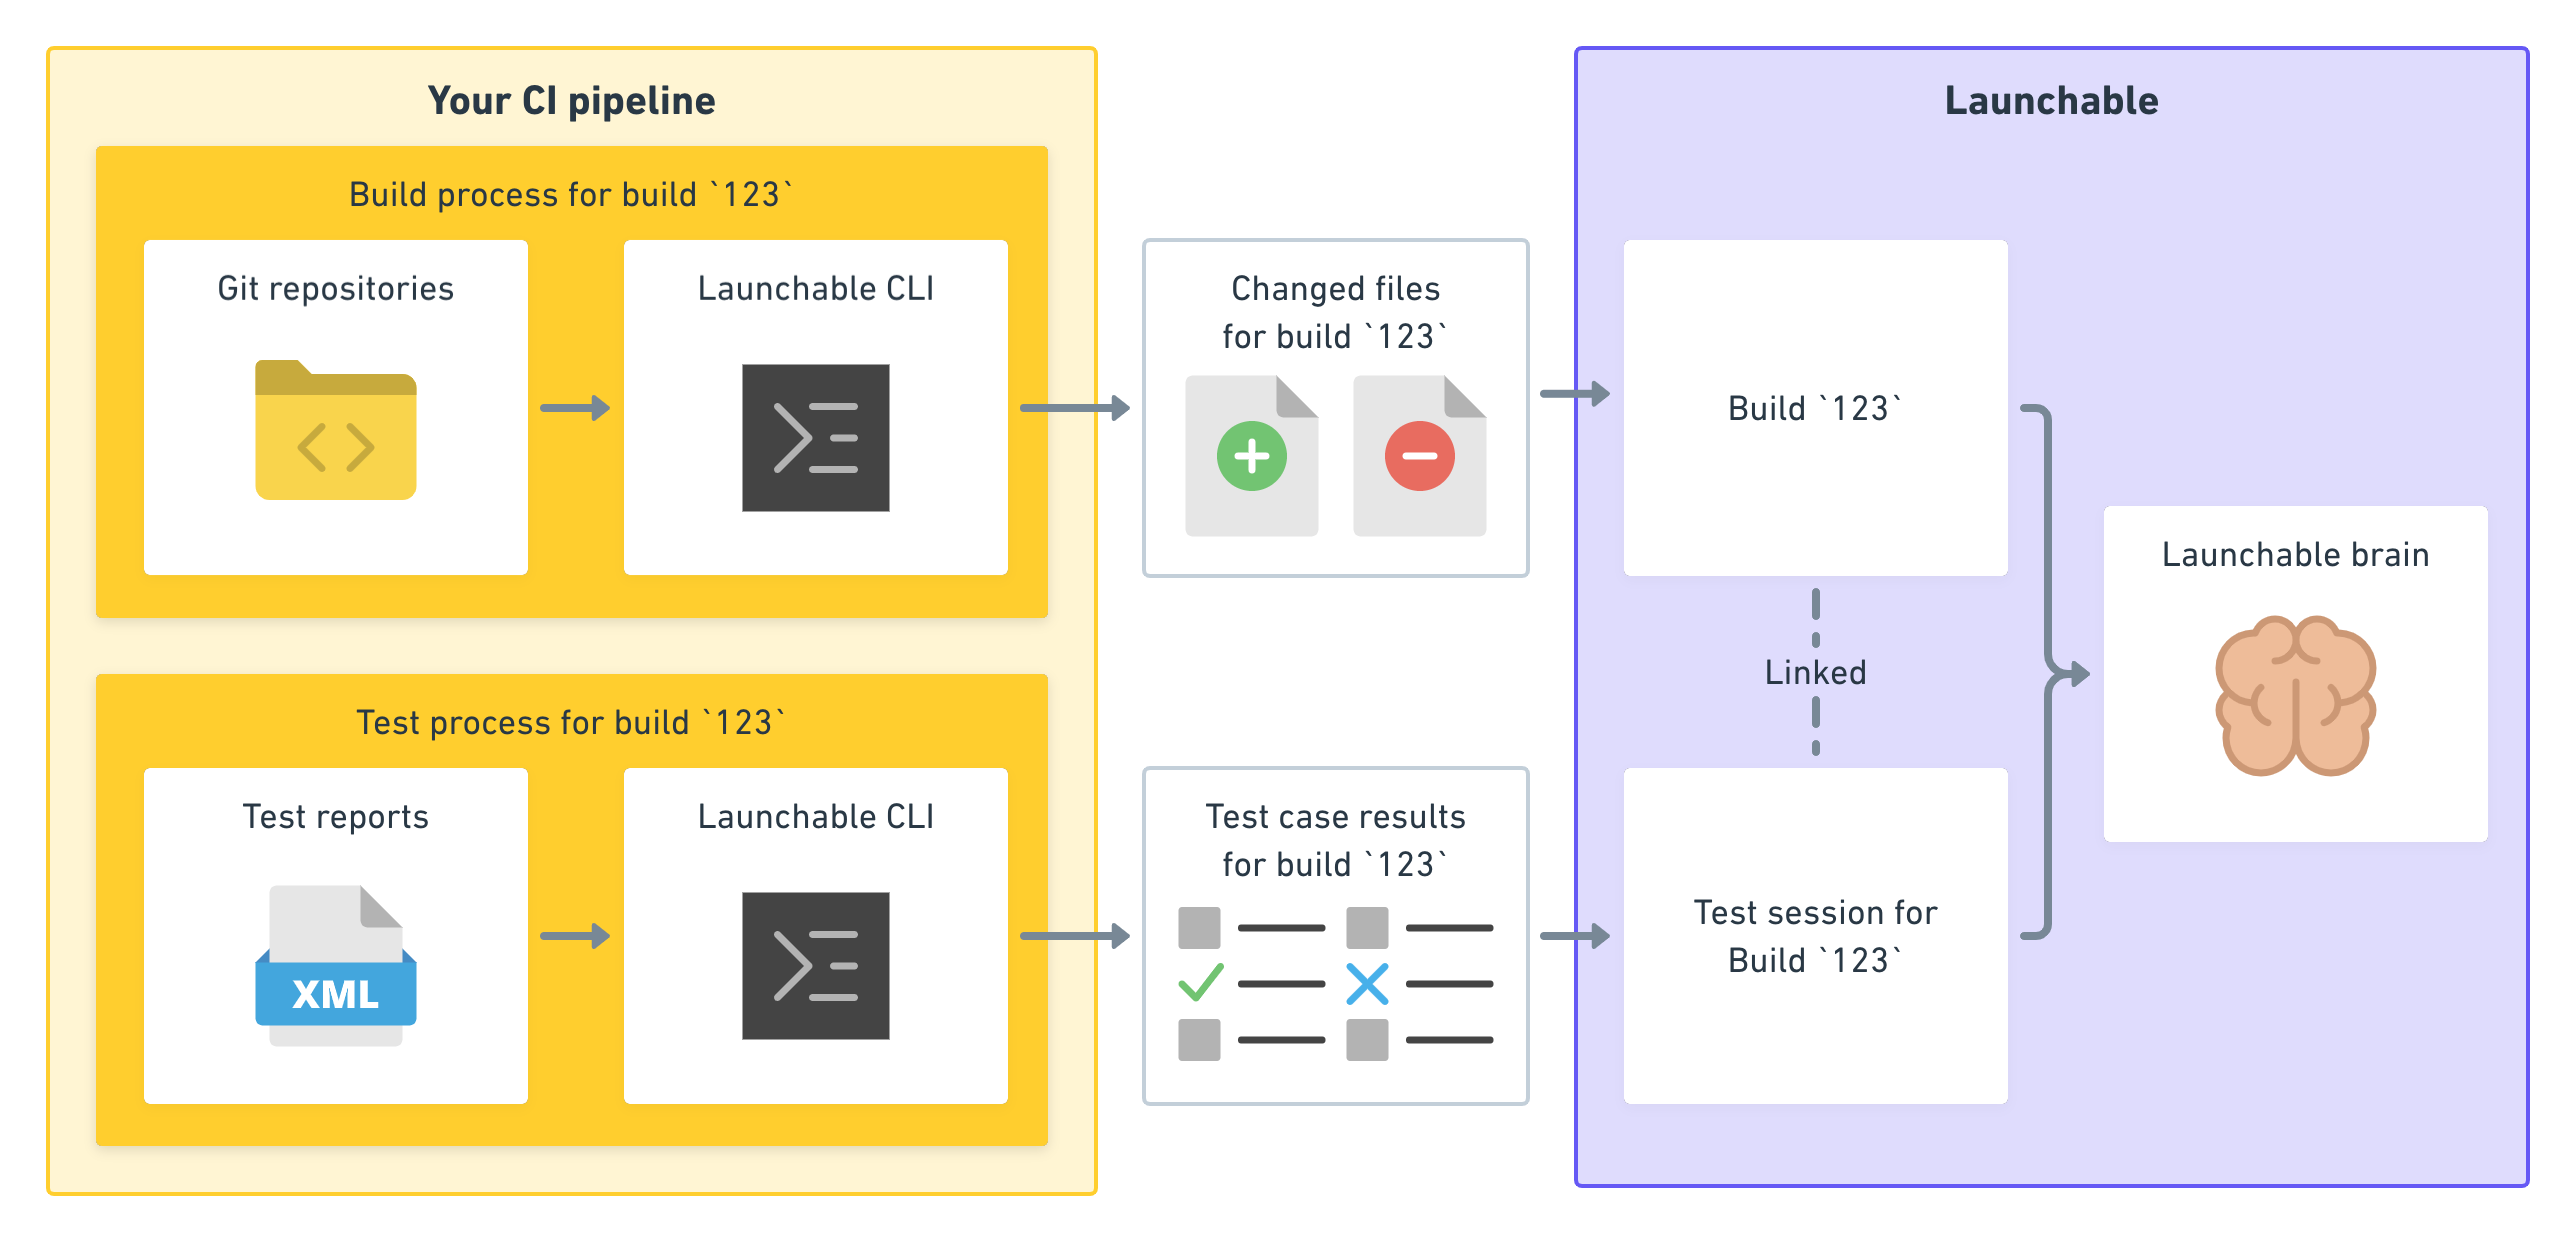 Your CI pipeline
Build process for build `123`
Git repositories
Launchable CLI
Test process for build `123`
Test reports
XML
Launchable CLI
Changed files
for build `123`
Test case results
for build `123`
Launchable
Build `123`
Linked
Test session for
Build `123`
Launchable brain